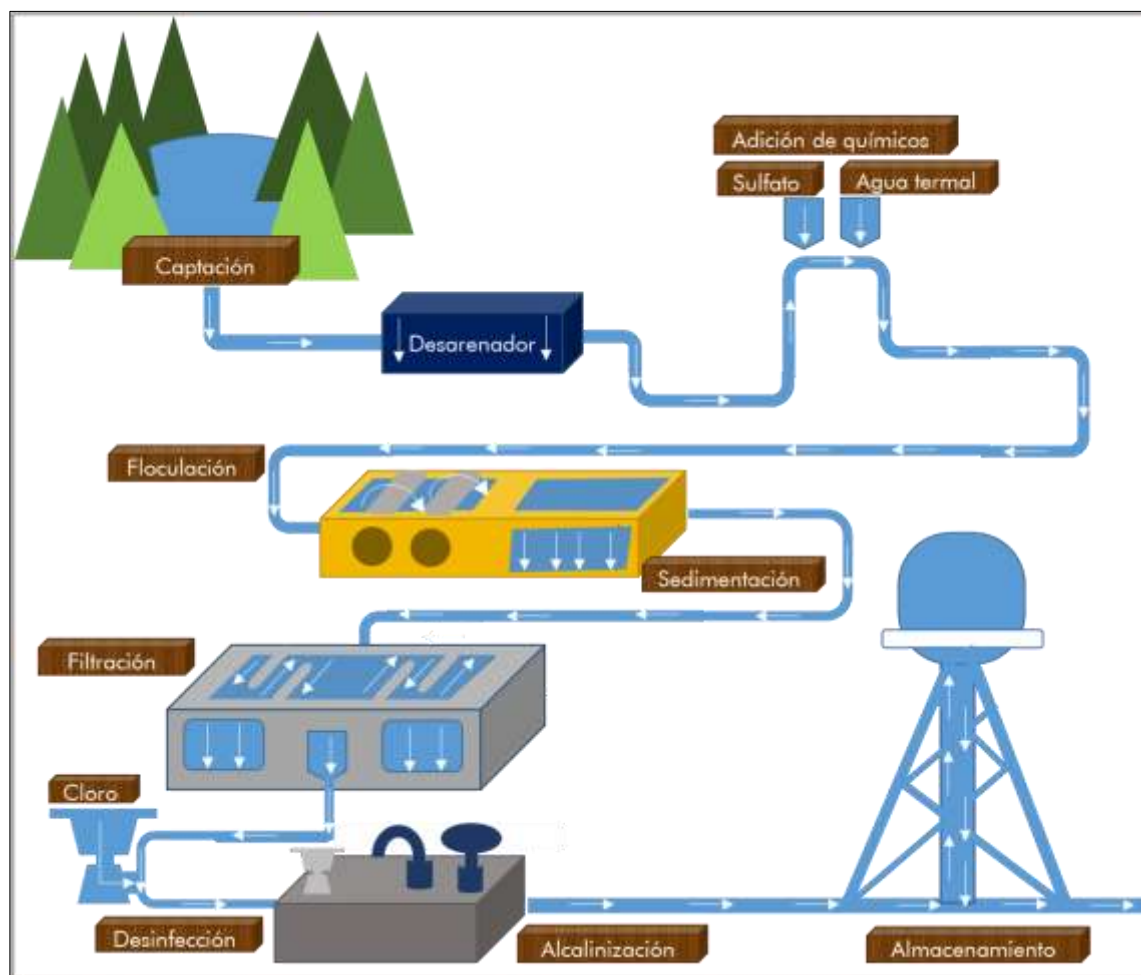 Adición de químicos
Sulfato
Agua termal
Captación
Desarenador
Floculación
Sedimentación
Filtración
Cloro
Desinfección
Alcalinización
Almacenamiento